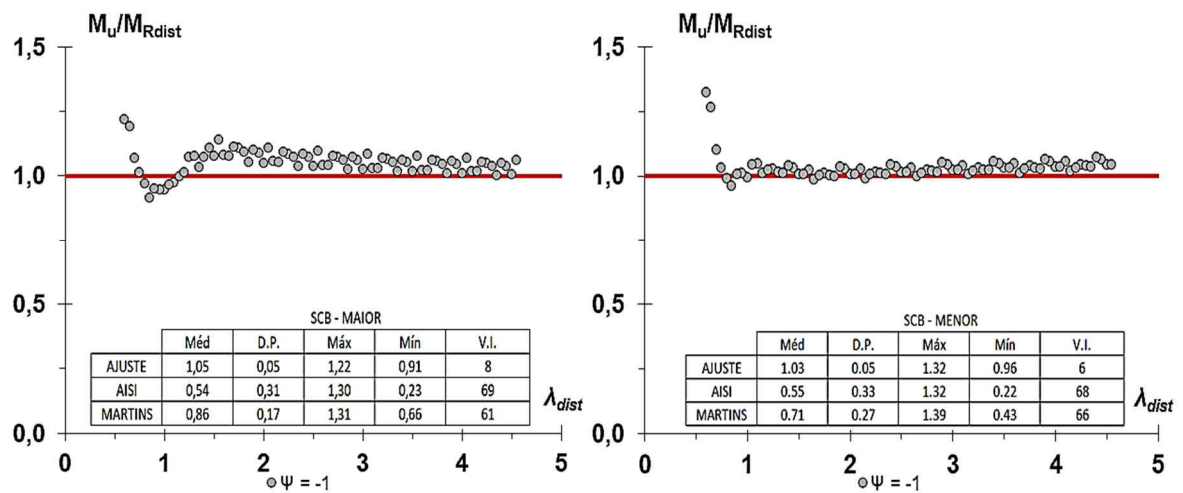 Mu/MRdist
1,5
1,0
0,5
0,0
SCB - MAIOR
Méd D.P. Máx Mín V.I.
AJUSTE 1,05 0,05 1,22 0,91 8
AISI 0,54 0,31 1,30 0,23 69
MARTINS 0,86 0,17 1,31 0,66 61
λdist
0 1 2 3 4 5
Ψ = -1
Mu/MRdist
1,5
1,0
0,5
0,0
SCB - MENOR
Méd D.P. Máx Mín V.I.
AJUSTE 1.03 0.05 1.32 0.96 6
AISI 0.55 0.33 1.32 0.22 68
MARTINS 0.71 0.27 1.39 0.43 66
λdist
0 1 2 3 4 5
Ψ = -1